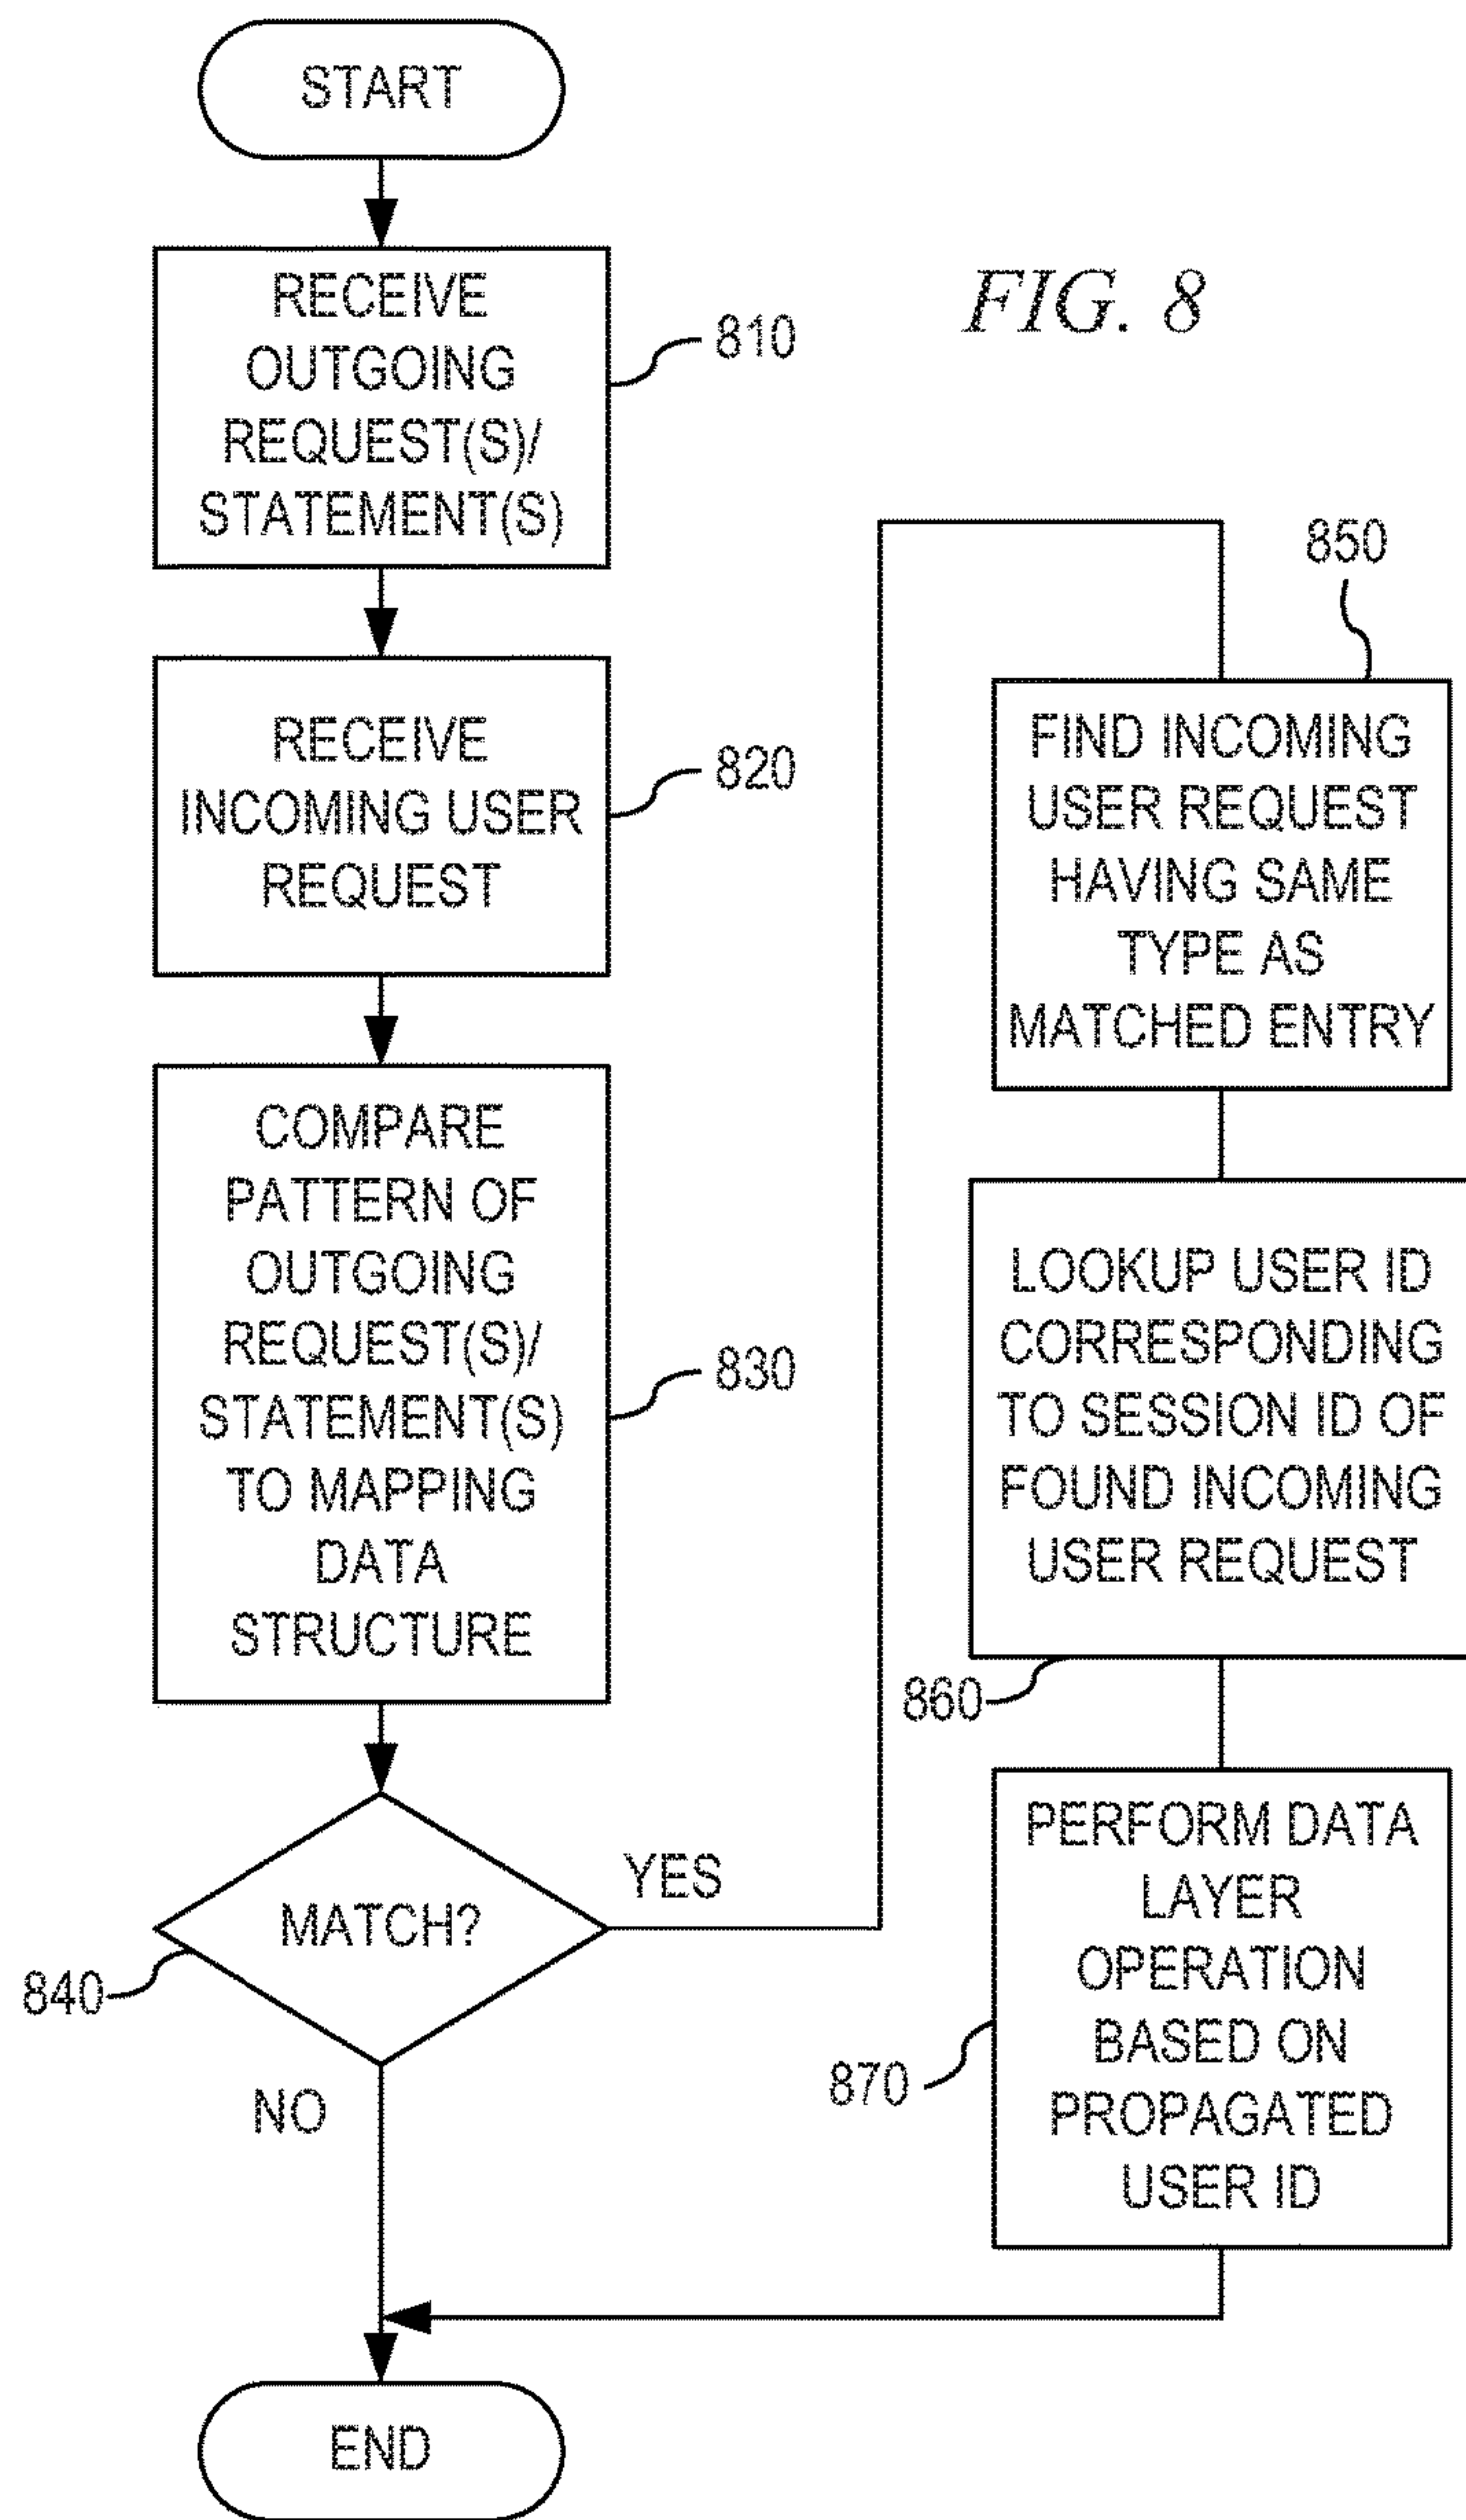 START
FIG. 8
RECEIVE
OUTGOING
REQUEST(S)/
STATEMENT(S)
810
RECEIVE
INCOMING USER
REQUEST
820
COMPARE
PATTERN OF
OUTGOING
REQUEST(S)/
STATEMENT(S)
TO MAPPING
DATA
STRUCTURE
830
MATCH?
840
YES
NO
850
FIND INCOMING
USER REQUEST
HAVING SAME
TYPE AS
MATCHED ENTRY
LOOKUP USER ID
CORRESPONDING
TO SESSION ID OF
FOUND INCOMING
USER REQUEST
860
PERFORM DATA
LAYER
OPERATION
BASED ON
PROPAGATED
USER ID
870
END